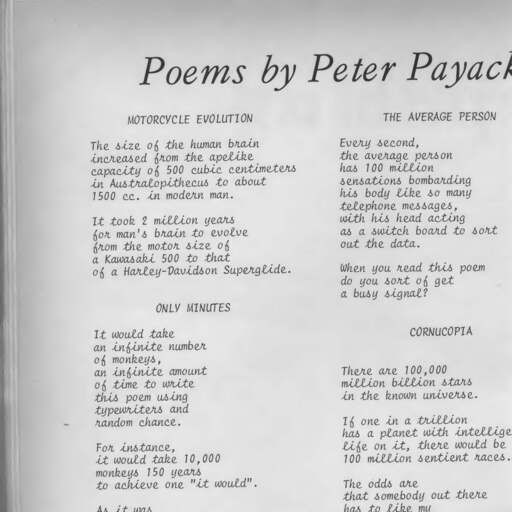 Poems by Peter Payack
MOTORCYCLE EVOLUTION
The size of the human brain
increased from the apelike
capacity of 500 cubic centimeters
in Australopithecus to about
1500 cc. in modern man.
It took 2 million years
for man's brain to evolve
from the motor size of
a Kawasaki 500 to that
of a Harley-Davidson Superglide.
ONLY MINUTES
It would take
an infinite number
of monkeys,
an infinite amount
of time to write
this poem using
typewriters and
random chance.
For instance,
it would take 10,000
monkeys 150 years
to achieve one "it would".
As it was
THE AVERAGE PERSON
Every second,
the average person
has 100 million
sensations bombarding
his body like so many
telephone messages,
with his head acting
as a switch board to sort
out the data.
When you read this poem
do you sort of get
a busy signal?
CORNUCOPIA
There are 100,000
million billion stars
in the known universe.
If one in a trillion
has a planet with intellige
life on it, there would be
100 million sentient races.
The odds are
that somebody out there
has to like my